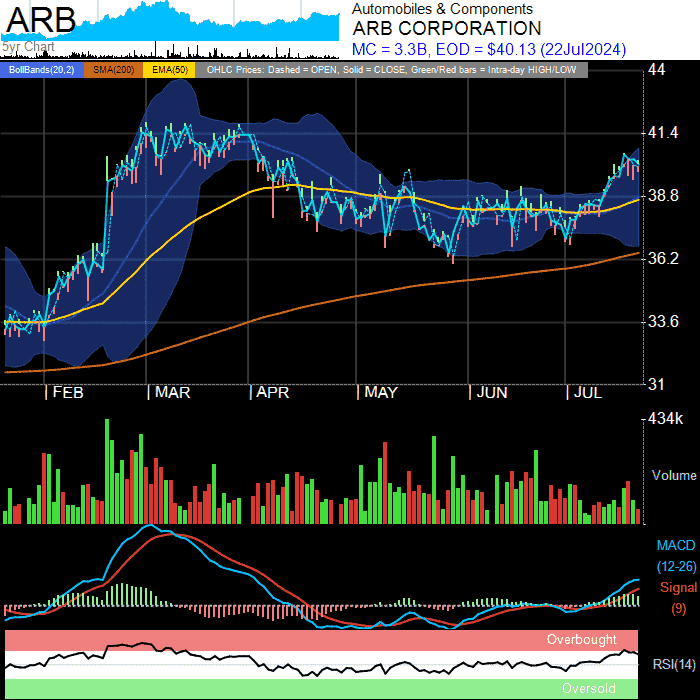 ARB
5yr Chart
Automobiles & Components
ARB CORPORATION
MC = 3.3B, EOD = $40.13 (22Jul2024)
BollBands(20,2) SMA(200) EMA(50) OHLC Prices: Dashed = OPEN, Solid = CLOSE, Green/Red bars = Intra-day HIGH/LOW
44
41.4
38.8
36.2
33.6
31
FEB MAR APR MAY JUN JUL
434k
Volume
MACD
(12-26)
Signal
(9)
Overbought
RSI(14)
Oversold